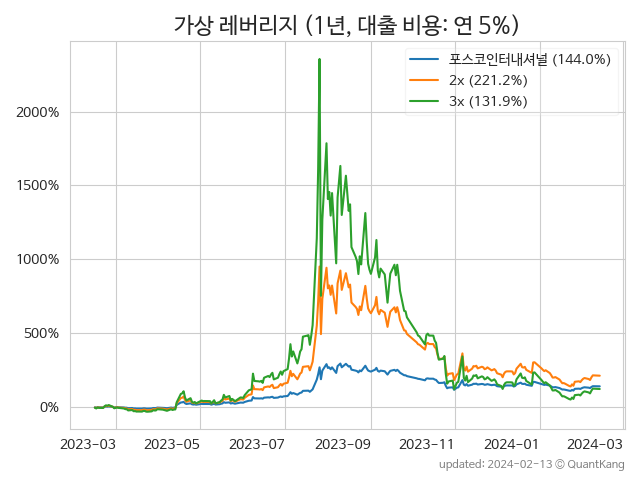 가상 레버리지 (1년, 대출 비용: 연 5%)
포스코인터내셔널 (144.0%)
2x (221.2%)
3x (131.9%)
2000%
1500%
1000%
500%
0%
2023-03 2023-05 2023-07 2023-09 2023-11 2024-01 2024-03
updated: 2024-02-13 © QuantKang